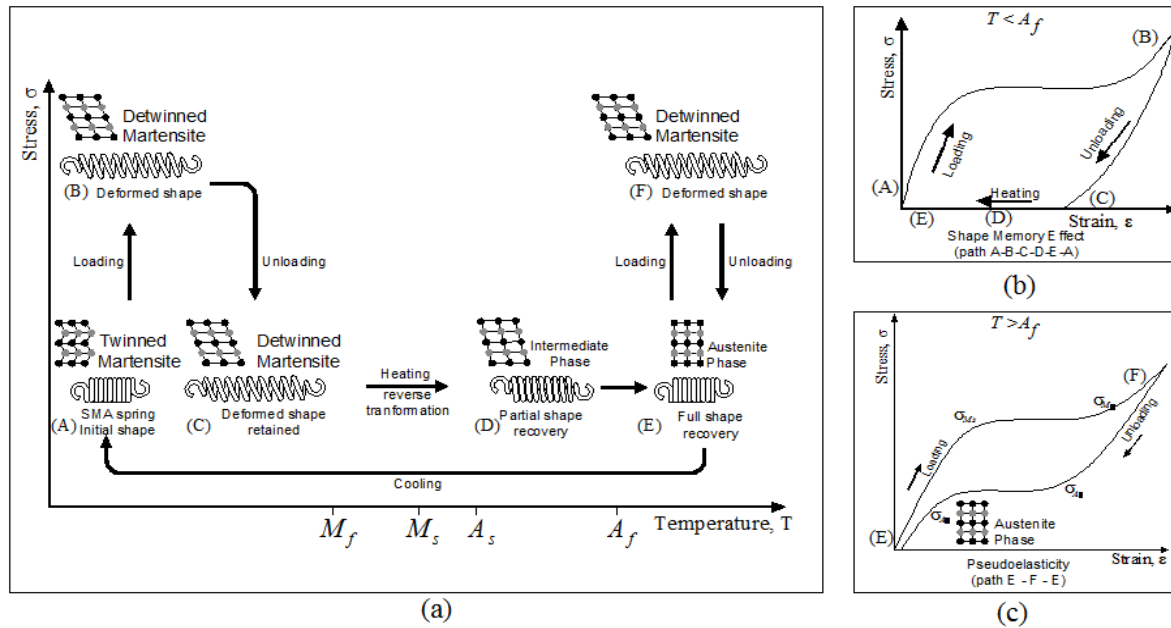 Stress, σ
Detwinned
Martensite
(B) Deformed shape
Loading
Unloading
Twinned
Martensite
SMA spring
(A) Initial shape
Detwinned
Martensite
Deformed shape
(C) retained
Heating
reverse
tranformation
Intermediate
Phase
Partial shape
(D) recovery
Austenite
Phase
Full shape
(E) recovery
Detwinned
Martensite
(F) Deformed shape
Loading
Unloading
Cooling
M_f
M_s
A_s
A_f
Temperature, T
(a)
T < A_f
Stress, σ
(B)
Loading
Unloading
(A)
Heating
(E)
(D)
(C)
Strain, ε
Shape Memory Effect
(path A-B-C-D-E-A)
(b)
T > A_f
Stress, σ
(F)
σ_Ms
Loading
Unloading
(E)
Austenite
Phase
Strain, ε
Pseudoelasticity
(path E - F - E)
(c)